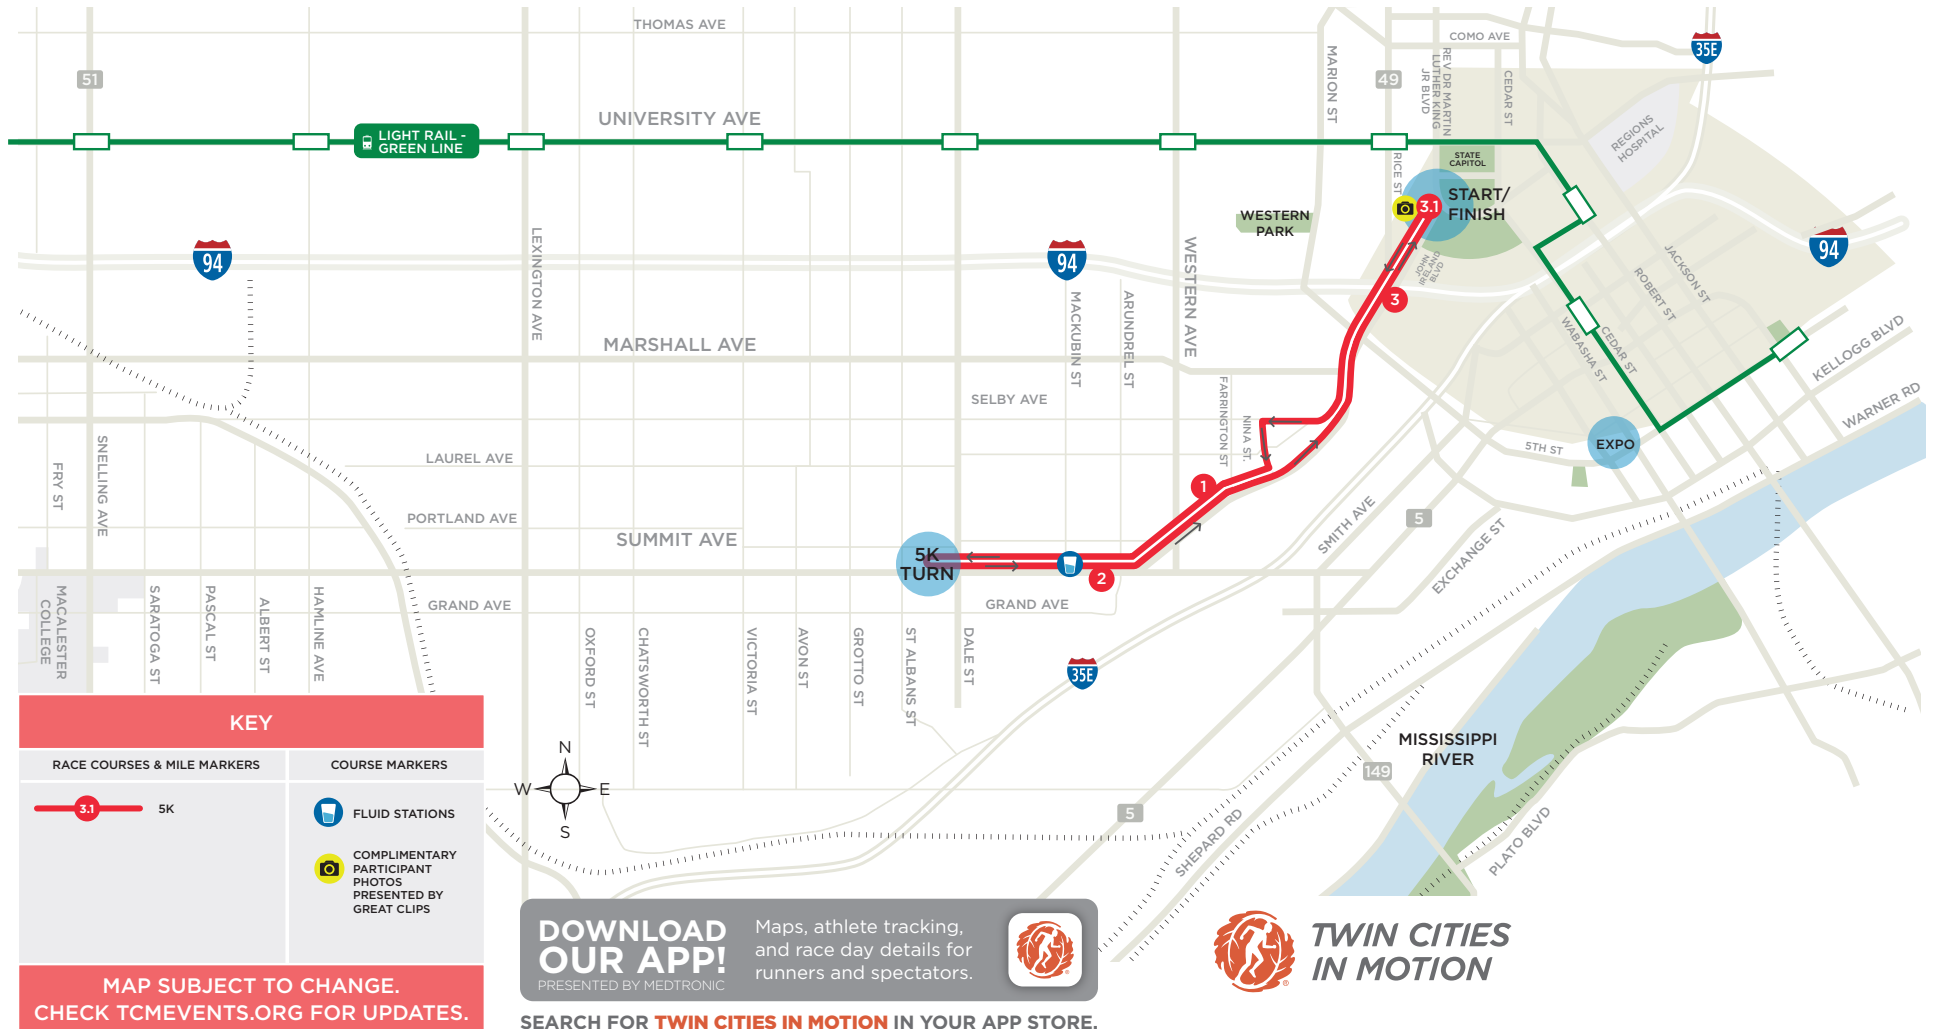 THOMAS AVE
COMO AVE
35E
51
MARION ST
49
REV DR MARTIN
LUTHER KING
JR BLVD
CEDAR ST
UNIVERSITY AVE
LIGHT RAIL -
GREEN LINE
REGIONS
HOSPITAL
STATE
CAPITOL
RICE ST
START/
FINISH
3.1
WESTERN
PARK
94
94
94
LEXINGTON AVE
WESTERN AVE
JOHN
IRELAND
BLVD
3
JACKSON ST
ROBERT ST
MACKUBIN ST
ARUNDREL ST
WABASHA ST
CEDAR ST
KELLOGG BLVD
MARSHALL AVE
WARNER RD
SELBY AVE
FARRINGTON ST
NINA ST.
5TH ST
EXPO
SNELLING AVE
FRY ST
LAUREL AVE
1
PORTLAND AVE
SUMMIT AVE
SMITH AVE
5
EXCHANGE ST
5K
TURN
2
GRAND AVE
GRAND AVE
MACALESTER
COLLEGE
SARATOGA ST
PASCAL ST
ALBERT ST
HAMLINE AVE
OXFORD ST
CHATSWORTH ST
VICTORIA ST
AVON ST
GROTTO ST
ST ALBANS ST
DALE ST
35E
MISSISSIPPI
RIVER
149
5
SHEPARD RD
PLATO BLVD
N
W
E
S
KEY
RACE COURSES & MILE MARKERS
COURSE MARKERS
3.1
5K
FLUID STATIONS
COMPLIMENTARY
PARTICIPANT
PHOTOS
PRESENTED BY
GREAT CLIPS
MAP SUBJECT TO CHANGE.
CHECK TCMEVENTS.ORG FOR UPDATES.
DOWNLOAD
OUR APP!
PRESENTED BY MEDTRONIC
Maps, athlete tracking,
and race day details for
runners and spectators.
SEARCH FOR TWIN CITIES IN MOTION IN YOUR APP STORE.
TWIN CITIES
IN MOTION
®